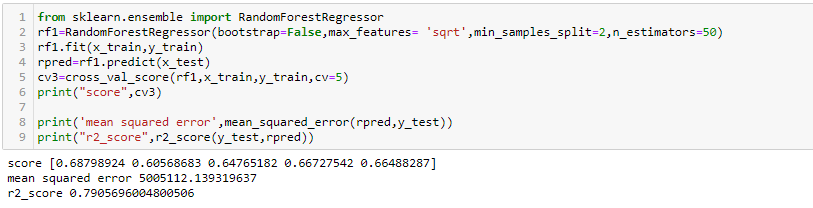 1 from sklearn.ensemble import RandomForestRegressor
2 rf1=RandomForestRegressor(bootstrap=False,max_features= 'sqrt',min_samples_split=2,n_estimators=50)
3 rf1.fit(x_train,y_train)
4 rpred=rf1.predict(x_test)
5 cv3=cross_val_score(rf1,x_train,y_train,cv=5)
6 print("score",cv3)
7
8 print('mean squared error',mean_squared_error(rpred,y_test))
9 print("r2_score",r2_score(y_test,rpred))
score [0.68798924 0.60568683 0.64765182 0.66727542 0.66488287]
mean squared error 5005112.139319637
r2_score 0.7905696004800506